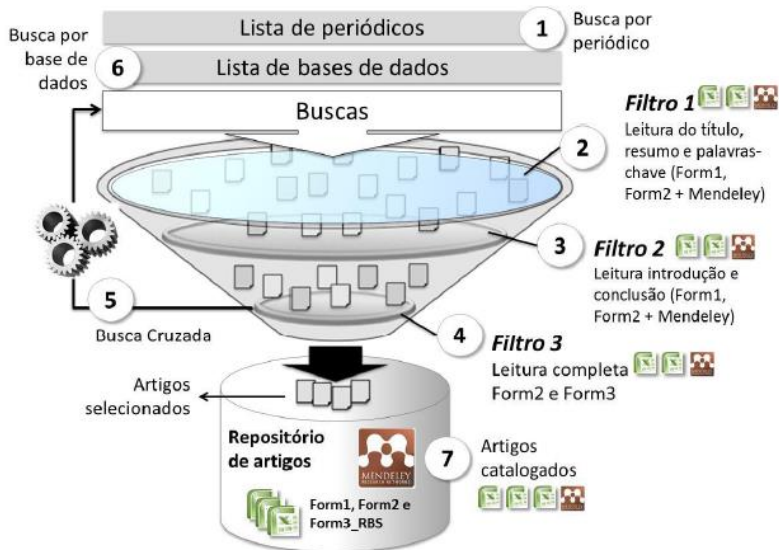 Lista de periódicos
1
Busca por
periódico
Busca por
base de
dados
6
Lista de bases de dados
Buscas
Filtro 1
Leitura do título,
resumo e palavras-
chave (Form1,
Form2 + Mendeley)
2
3
Filtro 2
Leitura introdução e
conclusão (Form1,
Form2 + Mendeley)
5
Busca Cruzada
4
Filtro 3
Leitura completa
Form2 e Form3
Artigos
selecionados
Repositório
de artigos
MENDELEY
7
Artigos
catalogados
Form1, Form2 e
Form3_RBS